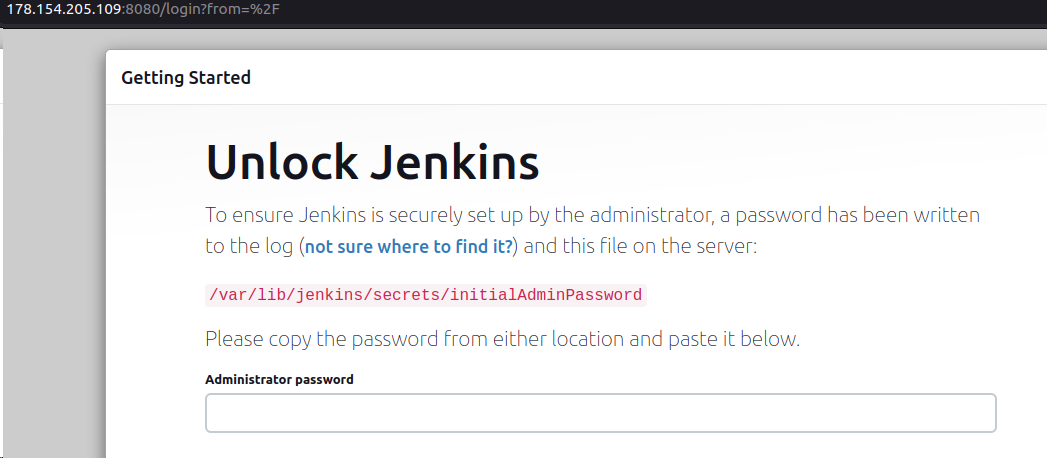 178.154.205.109:8080/login?from=%2F
Getting Started
Unlock Jenkins
To ensure Jenkins is securely set up by the administrator, a password has been written
to the log (not sure where to find it?) and this file on the server:
/var/lib/jenkins/secrets/initialAdminPassword
Please copy the password from either location and paste it below.
Administrator password